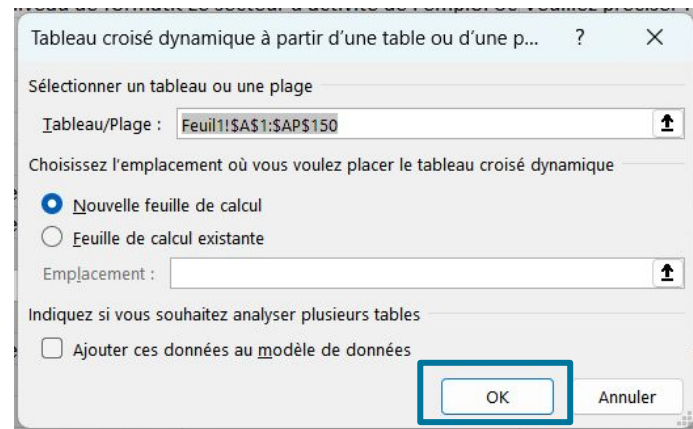 Tableau croisé dynamique à partir d’une table ou d’une p... ?
Sélectionner un tableau ou une plage
Tableau/Plage : Feuil1!$A$1:$AP$150
Choisissez l'emplacement où vous voulez placer le tableau croisé dynamique
Nouvelle feuille de calcul
Feuille de calcul existante
Emplacement :
Indiquez si vous souhaitez analyser plusieurs tables
Ajouter ces données au modèle de données
OK Annuler